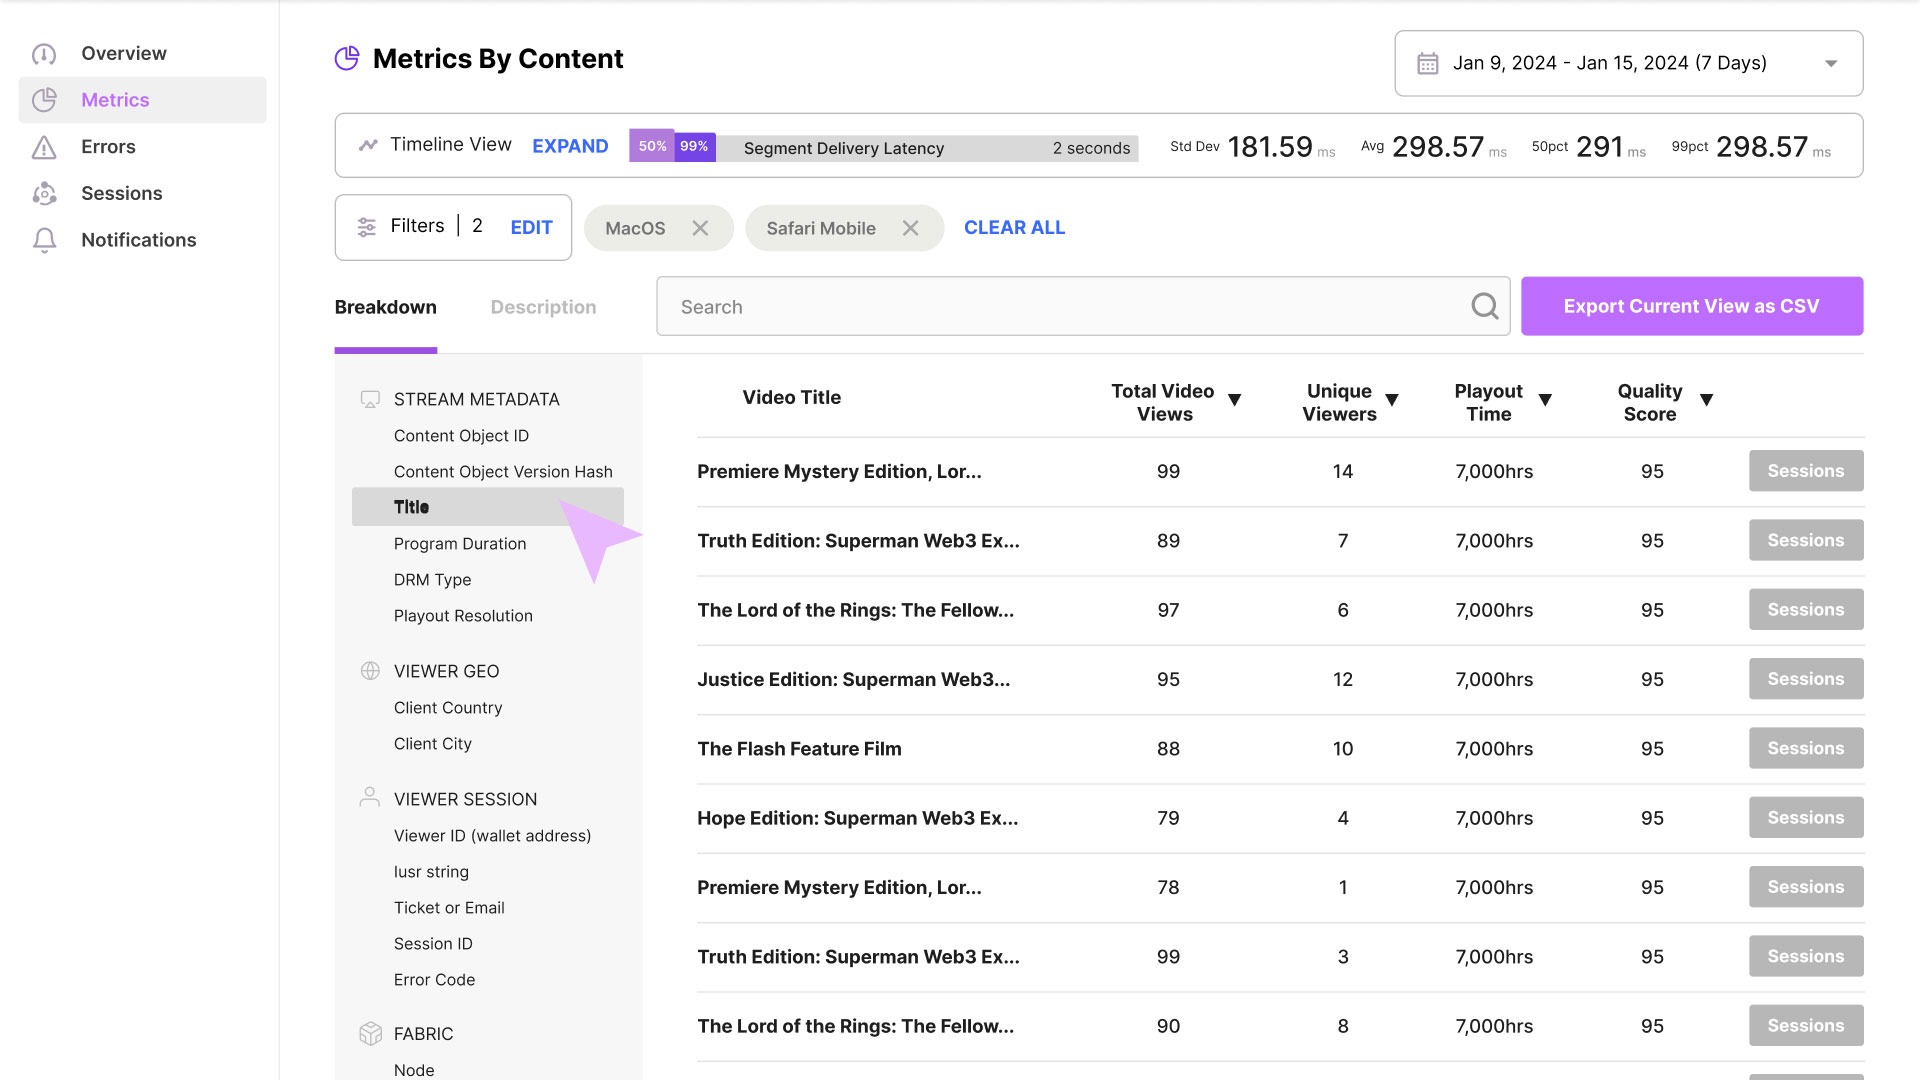 Overview
Metrics
Errors
Sessions
Notifications
Metrics By Content
Jan 9, 2024 - Jan 15, 2024 (7 Days)
Timeline View EXPAND 50% 99% Segment Delivery Latency 2 seconds Std Dev 181.59 ms Avg 298.57 ms 50pct 291 ms 99pct 298.57 ms
Filters | 2 EDIT MacOS Safari Mobile CLEAR ALL
Breakdown Description Search Export Current View as CSV
STREAM METADATA
Content Object ID
Content Object Version Hash
Title
Program Duration
DRM Type
Playout Resolution
VIEWER GEO
Client Country
Client City
VIEWER SESSION
Viewer ID (wallet address)
Iusr string
Ticket or Email
Session ID
Error Code
FABRIC
Node
Video Title Total Video Views Unique Viewers Playout Time Quality Score
Premiere Mystery Edition, Lor... 99 14 7,000hrs 95 Sessions
Truth Edition: Superman Web3 Ex... 89 7 7,000hrs 95 Sessions
The Lord of the Rings: The Fellow... 97 6 7,000hrs 95 Sessions
Justice Edition: Superman Web3... 95 12 7,000hrs 95 Sessions
The Flash Feature Film 88 10 7,000hrs 95 Sessions
Hope Edition: Superman Web3 Ex... 79 4 7,000hrs 95 Sessions
Premiere Mystery Edition, Lor... 78 1 7,000hrs 95 Sessions
Truth Edition: Superman Web3 Ex... 99 3 7,000hrs 95 Sessions
The Lord of the Rings: The Fellow... 90 8 7,000hrs 95 Sessions